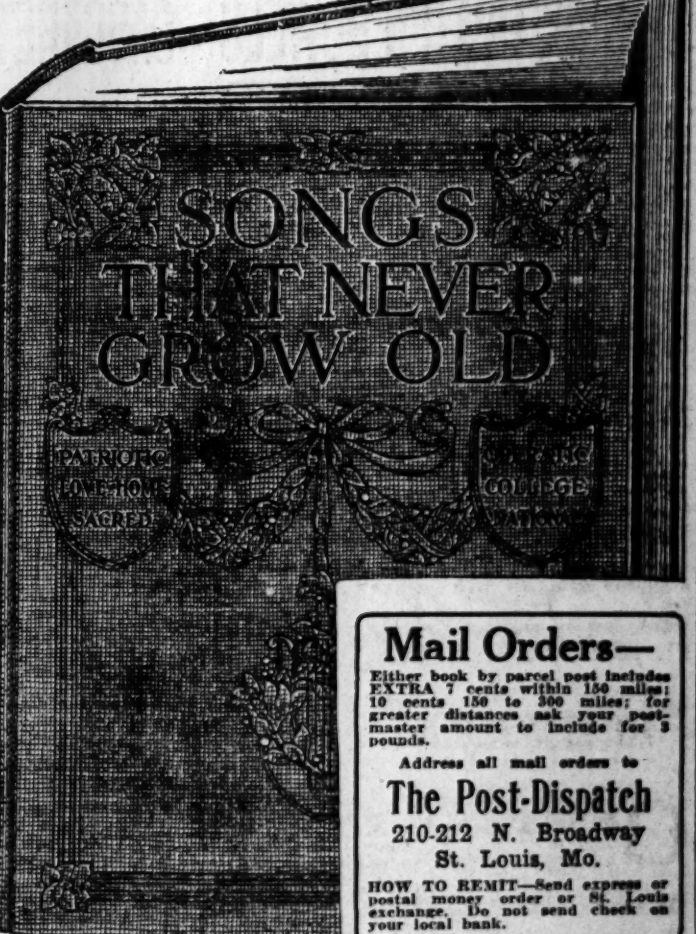 SONGS
THAT NEVER
GROW OLD
PATRIOTIC
LOVE-HOME
SACRED
OPERATIC
COLLEGE
NATIONAL
Mail Orders—
Either book by parcel post includes
EXTRA 7 cents within 150 miles;
10 cents 150 to 300 miles; for
greater distances ask your post-
master amount to include for 3
pounds.
Address all mail orders to
The Post-Dispatch
210-212 N. Broadway
St. Louis, Mo.
HOW TO REMIT—Send express or
postal money order or St. Louis
exchange. Do not send check on
your local bank.